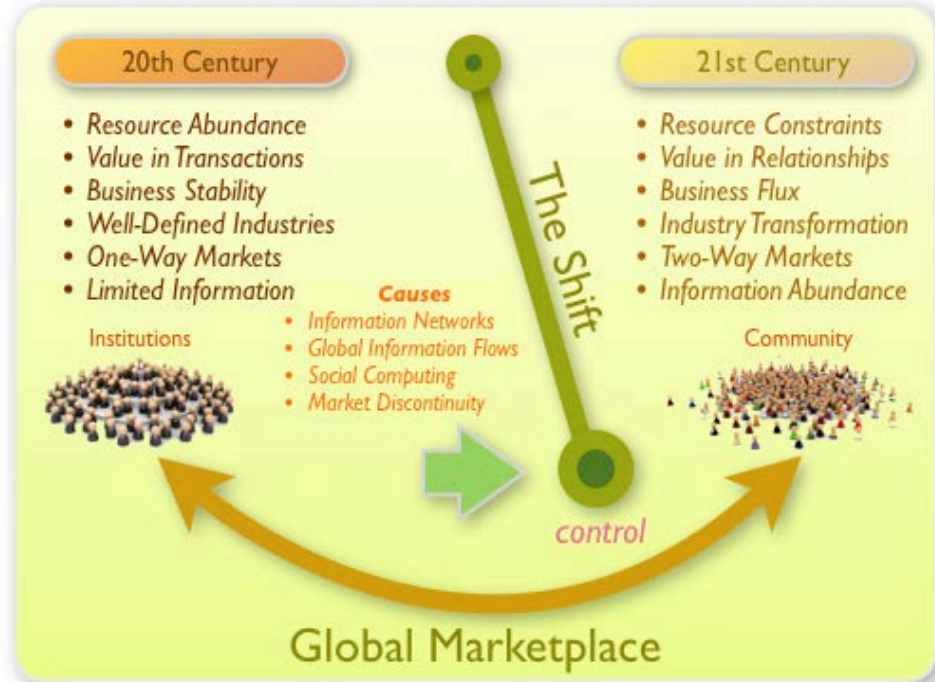 20th Century
• Resource Abundance
• Value in Transactions
• Business Stability
• Well-Defined Industries
• One-Way Markets
• Limited Information
Institutions
Causes
• Information Networks
• Global Information Flows
• Social Computing
• Market Discontinuity
The Shift
control
21st Century
• Resource Constraints
• Value in Relationships
• Business Flux
• Industry Transformation
• Two-Way Markets
• Information Abundance
Community
Global Marketplace